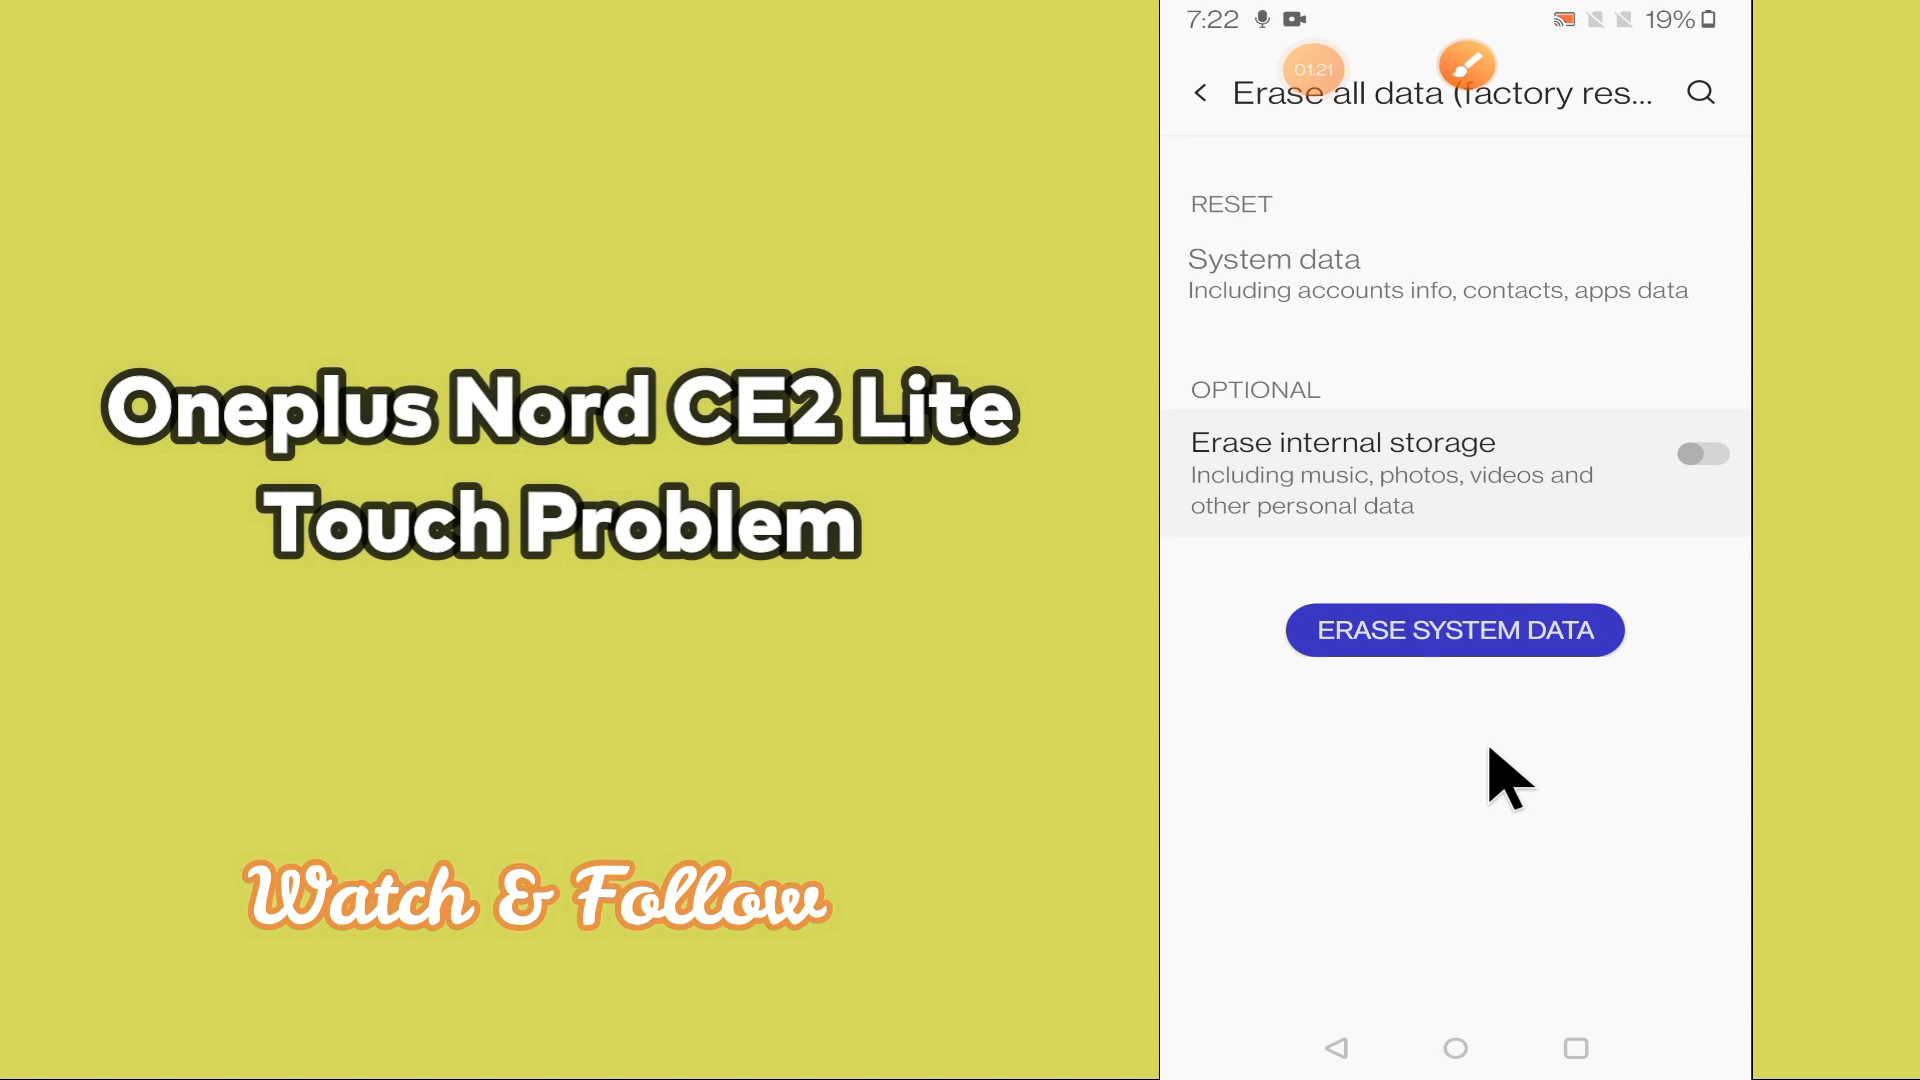 Oneplus Nord CE2 Lite
Touch Problem
Watch & Follow
7:22
19%
01:21
Erase all data (factory res...
RESET
System data
Including accounts info, contacts, apps data
OPTIONAL
Erase internal storage
Including music, photos, videos and
other personal data
ERASE SYSTEM DATA